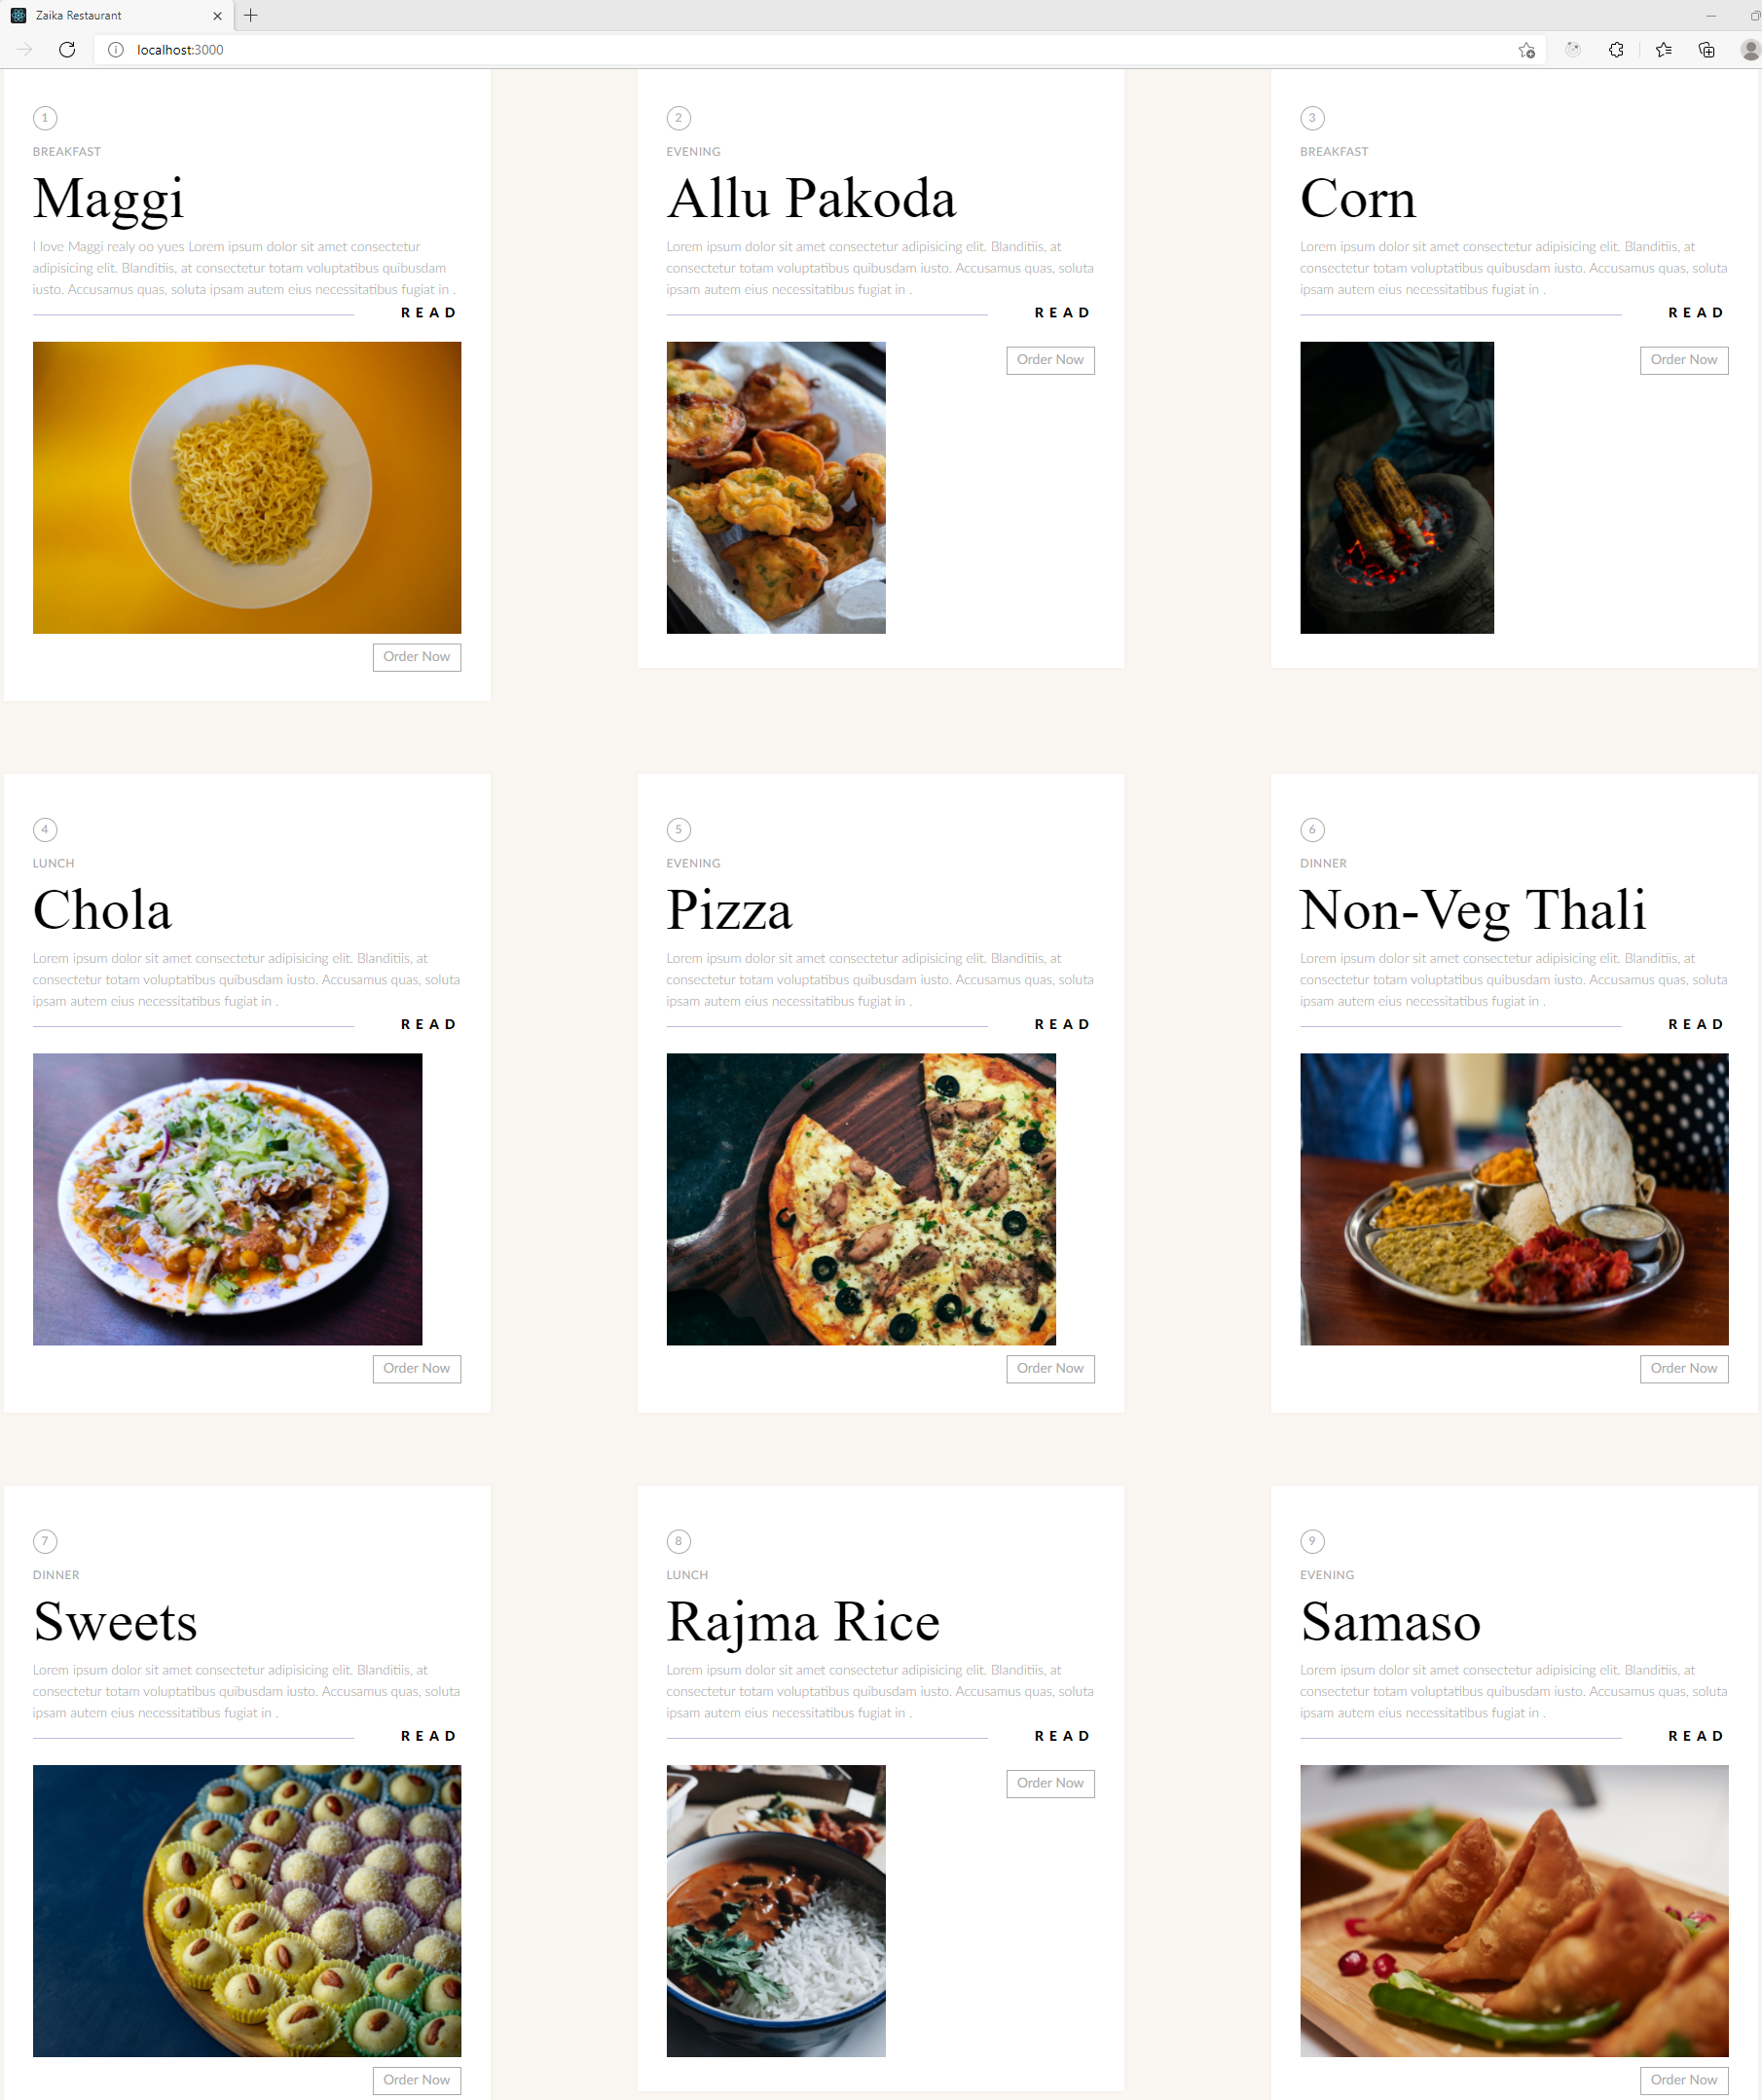 Zaika Restaurant
localhost:3000
1
BREAKFAST
Maggi
I love Maggi realy oo yues Lorem ipsum dolor sit amet consectetur
adipisicing elit. Blanditiis, at consectetur totam voluptatibus quibusdam
iusto. Accusamus quas, soluta ipsam autem eius necessitatibus fugiat in .
READ
Order Now
2
EVENING
Allu Pakoda
Lorem ipsum dolor sit amet consectetur adipisicing elit. Blanditiis, at
consectetur totam voluptatibus quibusdam iusto. Accusamus quas, soluta
ipsam autem eius necessitatibus fugiat in .
READ
Order Now
3
BREAKFAST
Corn
Lorem ipsum dolor sit amet consectetur adipisicing elit. Blanditiis, at
consectetur totam voluptatibus quibusdam iusto. Accusamus quas, soluta
ipsam autem eius necessitatibus fugiat in .
READ
Order Now
4
LUNCH
Chola
Lorem ipsum dolor sit amet consectetur adipisicing elit. Blanditiis, at
consectetur totam voluptatibus quibusdam iusto. Accusamus quas, soluta
ipsam autem eius necessitatibus fugiat in .
READ
Order Now
5
EVENING
Pizza
Lorem ipsum dolor sit amet consectetur adipisicing elit. Blanditiis, at
consectetur totam voluptatibus quibusdam iusto. Accusamus quas, soluta
ipsam autem eius necessitatibus fugiat in .
READ
Order Now
6
DINNER
Non-Veg Thali
Lorem ipsum dolor sit amet consectetur adipisicing elit. Blanditiis, at
consectetur totam voluptatibus quibusdam iusto. Accusamus quas, soluta
ipsam autem eius necessitatibus fugiat in .
READ
Order Now
7
DINNER
Sweets
Lorem ipsum dolor sit amet consectetur adipisicing elit. Blanditiis, at
consectetur totam voluptatibus quibusdam iusto. Accusamus quas, soluta
ipsam autem eius necessitatibus fugiat in .
READ
Order Now
8
LUNCH
Rajma Rice
Lorem ipsum dolor sit amet consectetur adipisicing elit. Blanditiis, at
consectetur totam voluptatibus quibusdam iusto. Accusamus quas, soluta
ipsam autem eius necessitatibus fugiat in .
READ
Order Now
9
EVENING
Samaso
Lorem ipsum dolor sit amet consectetur adipisicing elit. Blanditiis, at
consectetur totam voluptatibus quibusdam iusto. Accusamus quas, soluta
ipsam autem eius necessitatibus fugiat in .
READ
Order Now